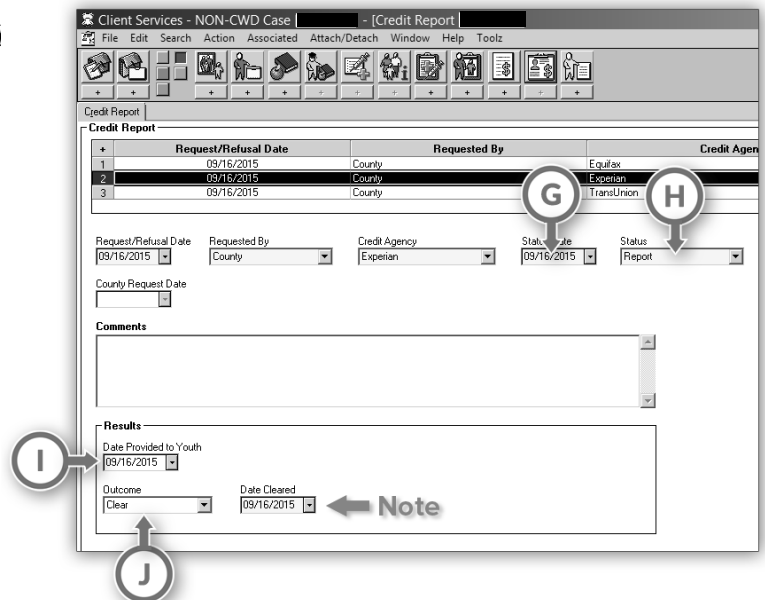 Client Services - NON-CWD Case - [Credit Report
File Edit Search Action Associated Attach/Detach Window Help Toolz
+ + + + + + + + + + + +
Credit Report
Credit Report
+ Request/Refusal Date Requested By Credit Agen
1 09/16/2015 County Equifax
2 09/16/2015 County Experian
3 09/16/2015 County TransUnion
G H
Request/Refusal Date Requested By Credit Agency Status
09/16/2015 County Experian 09/16/2015 Report
County Request Date
Comments
Results
Date Provided to Youth
I 09/16/2015
Outcome Date Cleared
Clear 09/16/2015 Note
J